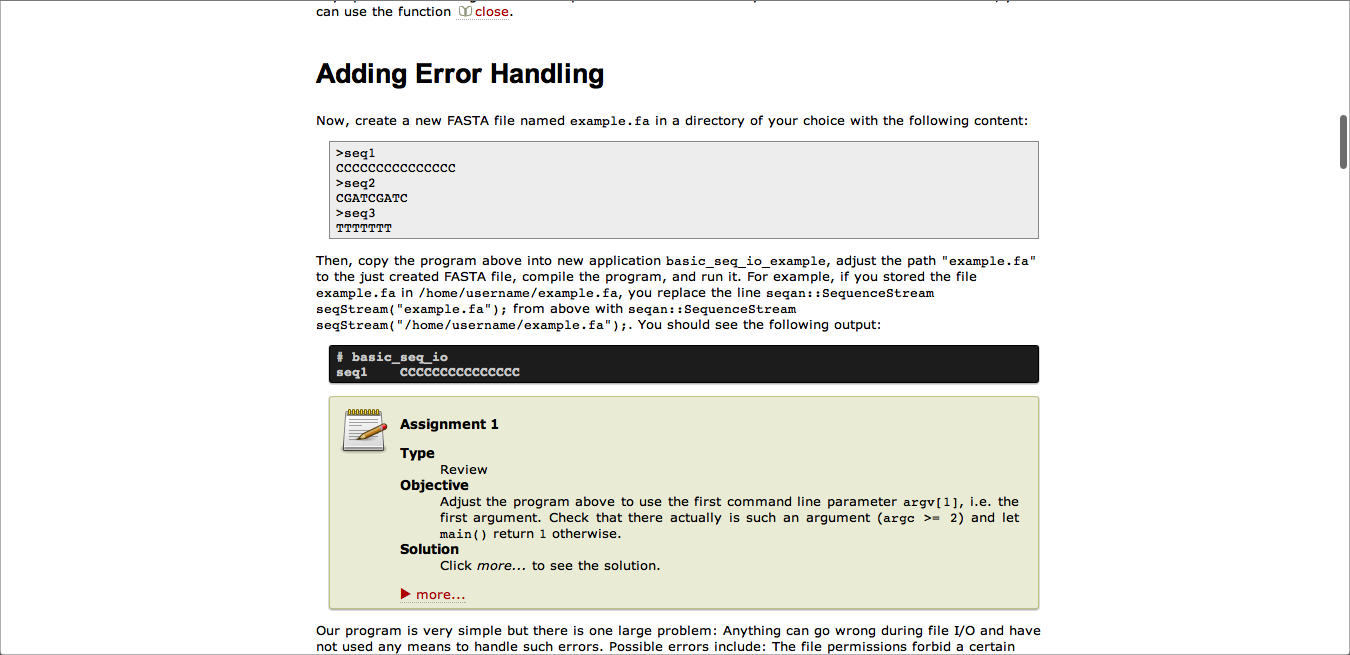 can use the function close.
Adding Error Handling
Now, create a new FASTA file named example.fa in a directory of your choice with the following content:
>seq1
CCCCCCCCCCCCCCC
>seq2
CGATCGATC
>seq3
TTTTTTT
Then, copy the program above into new application basic_seq_io_example, adjust the path "example.fa"
to the just created FASTA file, compile the program, and run it. For example, if you stored the file
example.fa in /home/username/example.fa, you replace the line seqan::SequenceStream
seqStream("example.fa"); from above with seqan::SequenceStream
seqStream("/home/username/example.fa");. You should see the following output:
# basic_seq_io
seq1    CCCCCCCCCCCCCCC
Assignment 1
Type
Review
Objective
Adjust the program above to use the first command line parameter argv[1], i.e. the
first argument. Check that there actually is such an argument (argc >= 2) and let
main() return 1 otherwise.
Solution
Click more... to see the solution.
more...
Our program is very simple but there is one large problem: Anything can go wrong during file I/O and have
not used any means to handle such errors. Possible errors include: The file permissions forbid a certain